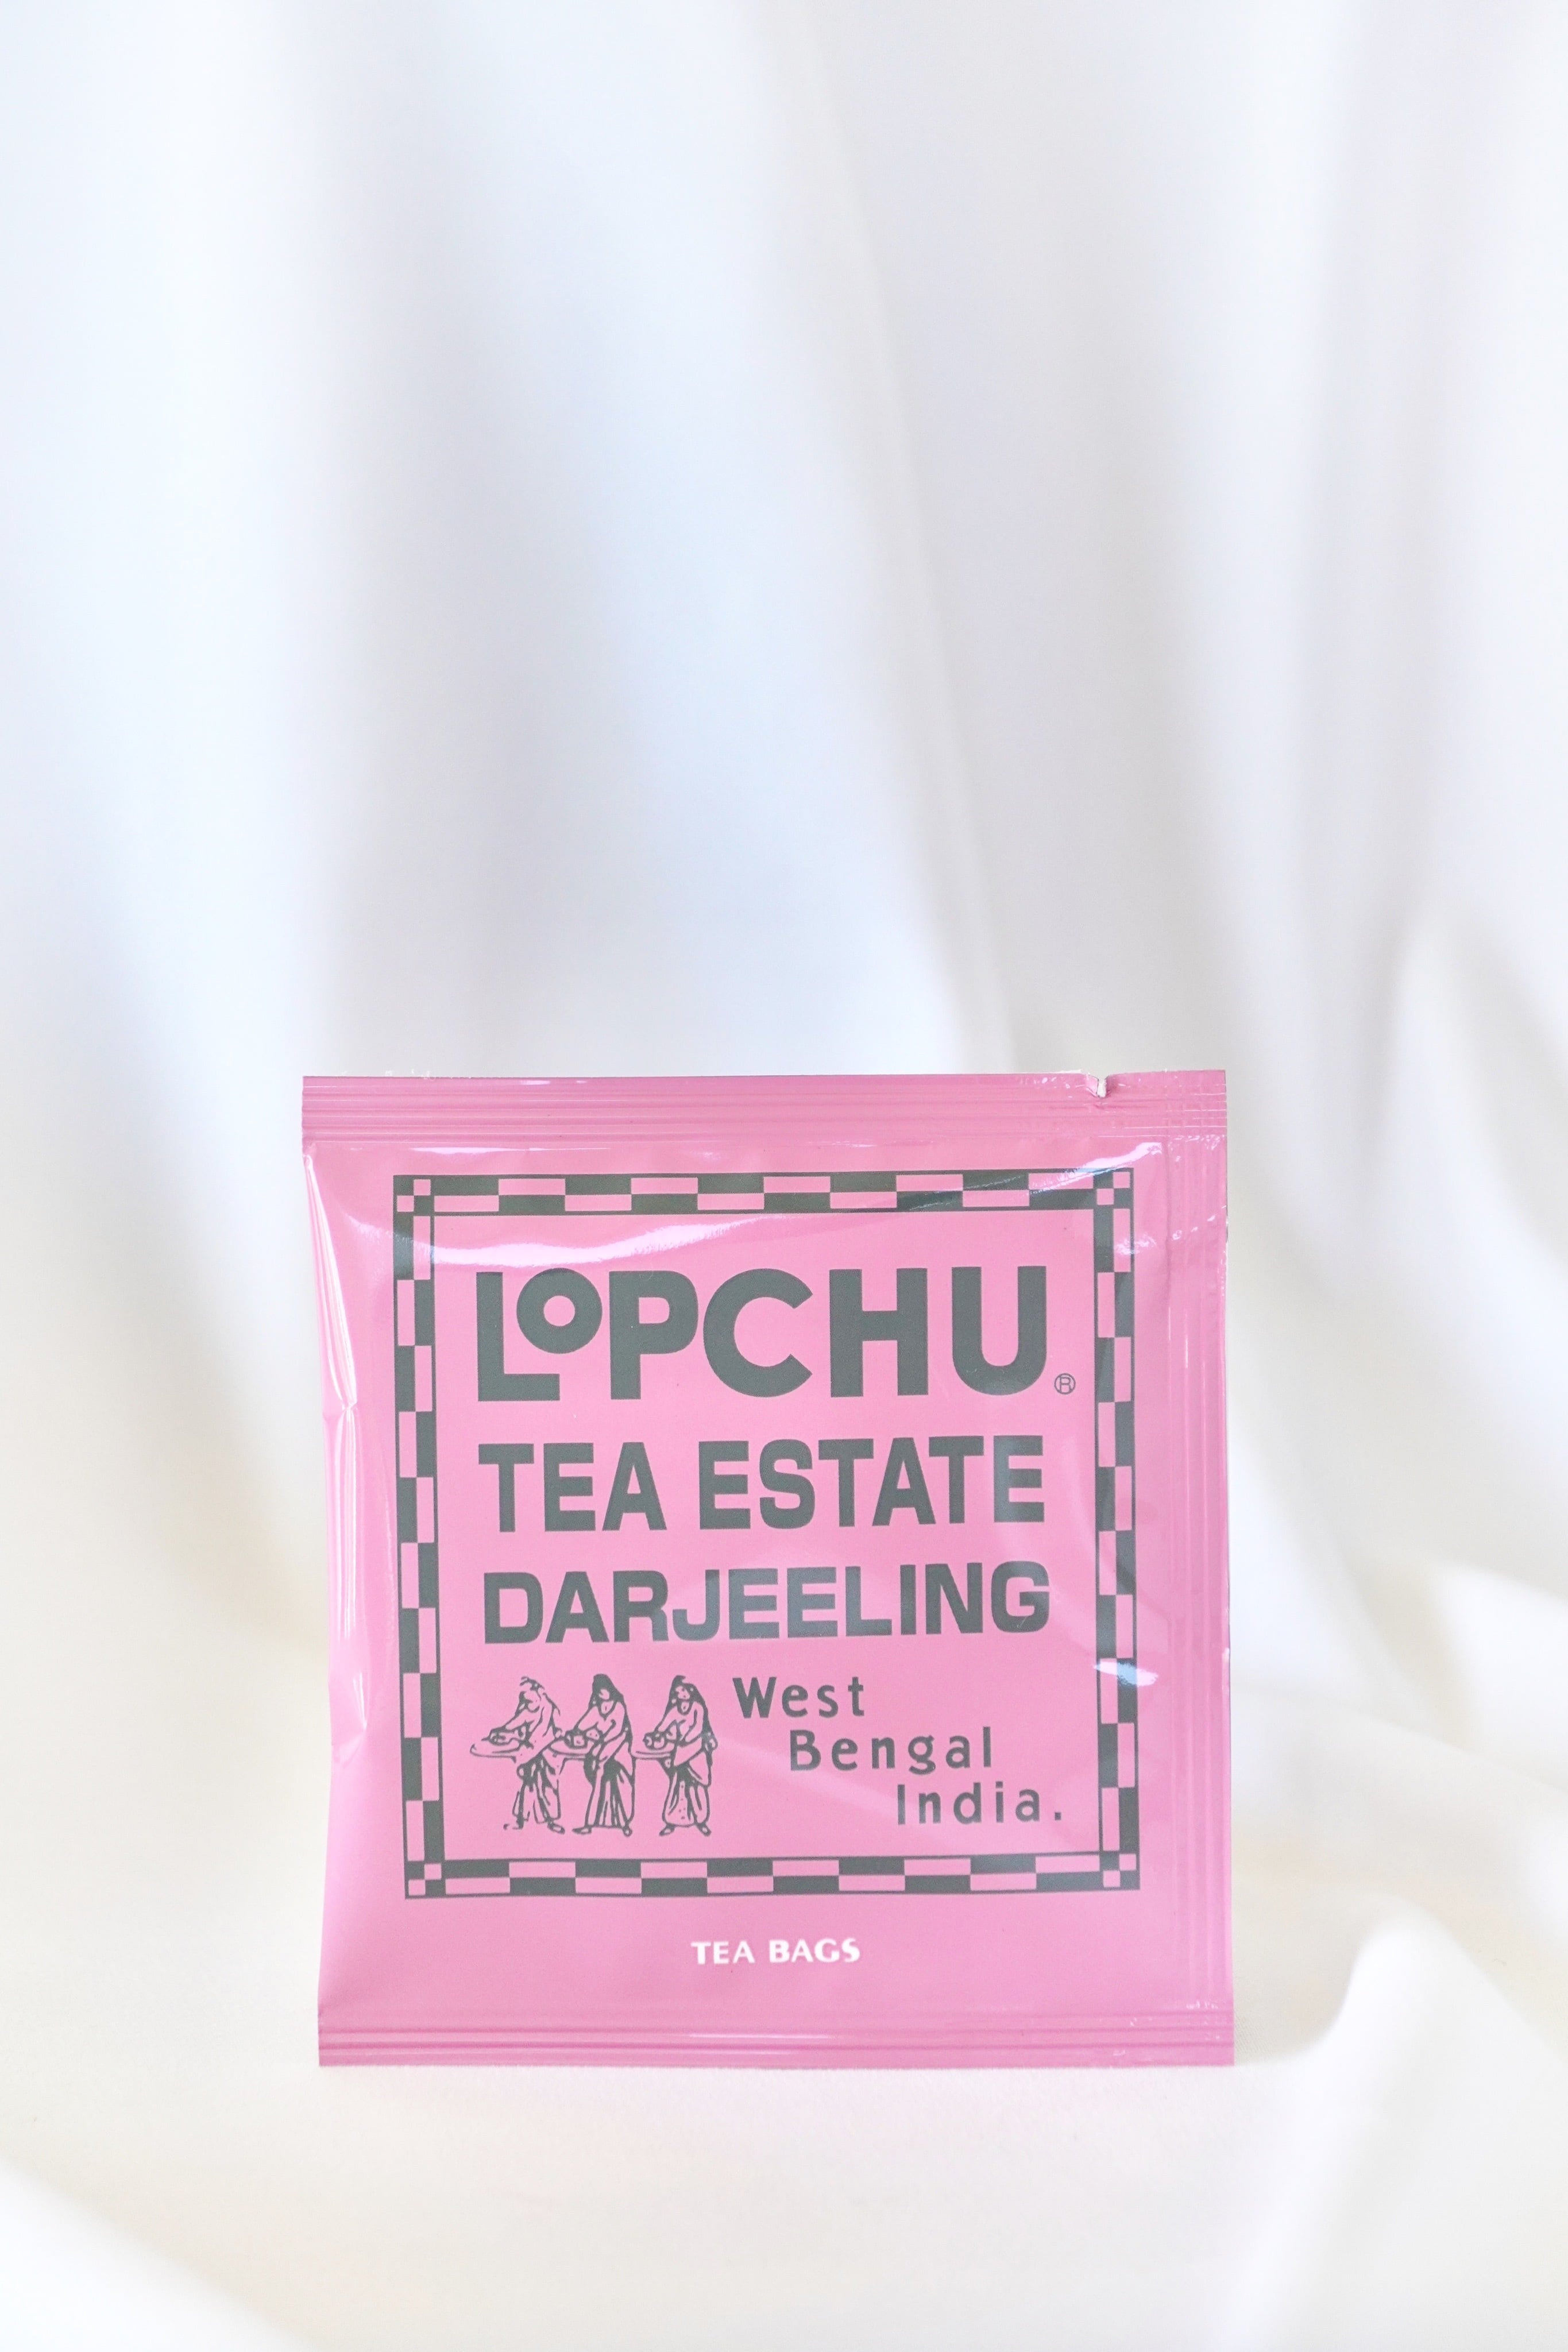 LOPCHU®
TEA ESTATE
DARJEELING
West
Bengal
India.
TEA BAGS